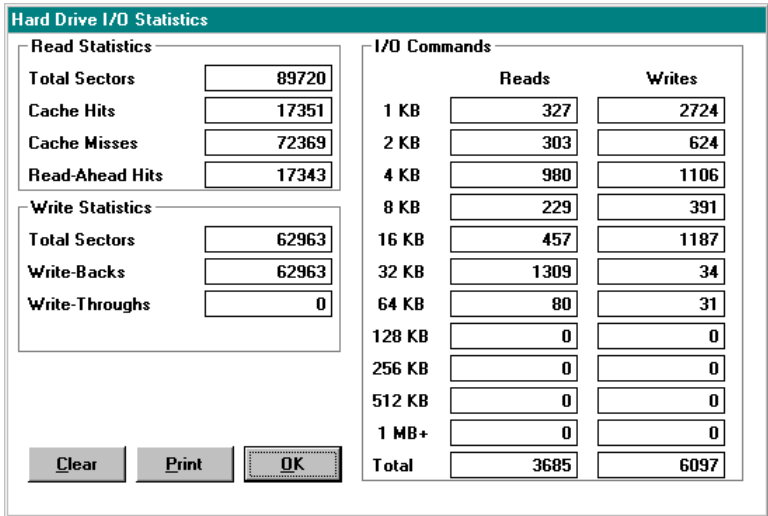 Hard Drive I/O Statistics
Read Statistics
Total Sectors 89720
Cache Hits 17351
Cache Misses 72369
Read-Ahead Hits 17343
Write Statistics
Total Sectors 62963
Write-Backs 62963
Write-Throughs 0
I/O Commands
Reads Writes
1 KB 327 2724
2 KB 303 624
4 KB 980 1106
8 KB 229 391
16 KB 457 1187
32 KB 1309 34
64 KB 80 31
128 KB 0 0
256 KB 0 0
512 KB 0 0
1 MB+ 0 0
Total 3685 6097
Clear Print OK